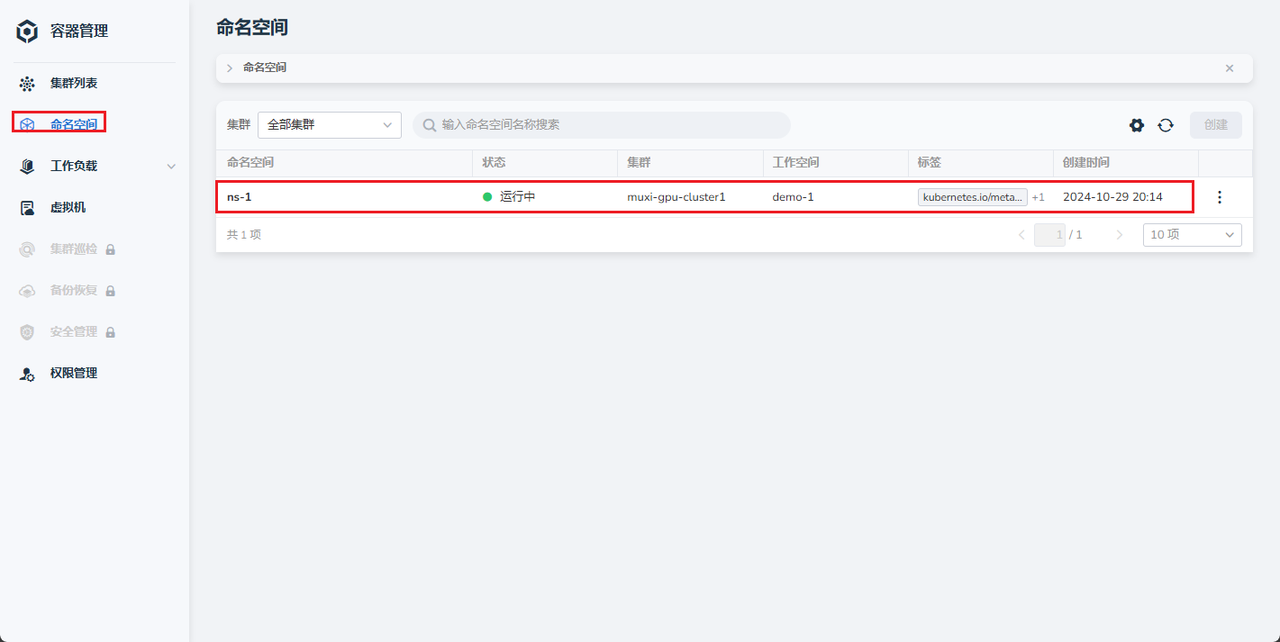 容器管理
集群列表
命名空间
工作负载
虚拟机
集群巡检
备份恢复
安全管理
权限管理
命名空间
命名空间
集群 全部集群 输入命名空间名称搜索 创建
命名空间 状态 集群 工作空间 标签 创建时间
ns-1 运行中 muxi-gpu-cluster1 demo-1 kubernetes.io/meta... +1 2024-10-29 20:14
共 1 项 1 / 1 10 项